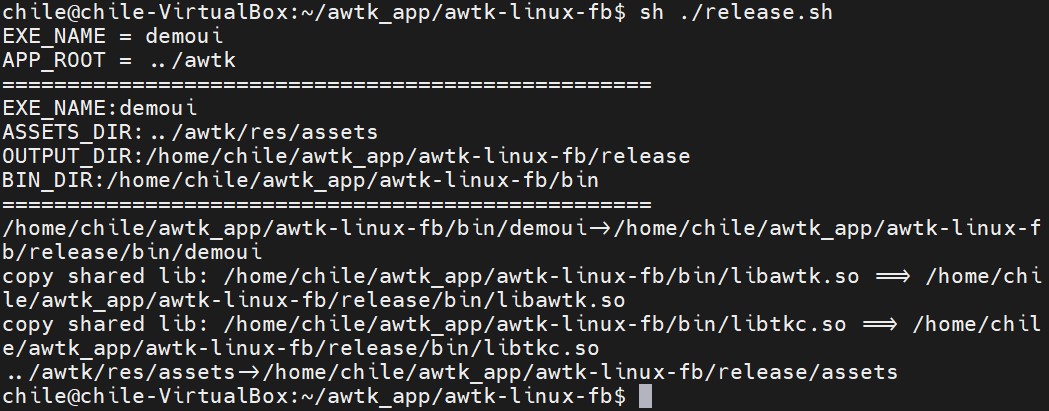 chile@chile-VirtualBox:~/awtk_app/awtk-linux-fb$ sh ./release.sh
EXE_NAME = demoui
APP_ROOT = ../awtk
==================================================
EXE_NAME:demoui
ASSETS_DIR:../awtk/res/assets
OUTPUT_DIR:/home/chile/awtk_app/awtk-linux-fb/release
BIN_DIR:/home/chile/awtk_app/awtk-linux-fb/bin
==================================================
/home/chile/awtk_app/awtk-linux-fb/bin/demoui->/home/chile/awtk_app/awtk-linux-f
b/release/bin/demoui
copy shared lib: /home/chile/awtk_app/awtk-linux-fb/bin/libawtk.so ==> /home/chi
le/awtk_app/awtk-linux-fb/release/bin/libawtk.so
copy shared lib: /home/chile/awtk_app/awtk-linux-fb/bin/libtkc.so ==> /home/chil
e/awtk_app/awtk-linux-fb/release/bin/libtkc.so
../awtk/res/assets->/home/chile/awtk_app/awtk-linux-fb/release/assets
chile@chile-VirtualBox:~/awtk_app/awtk-linux-fb$